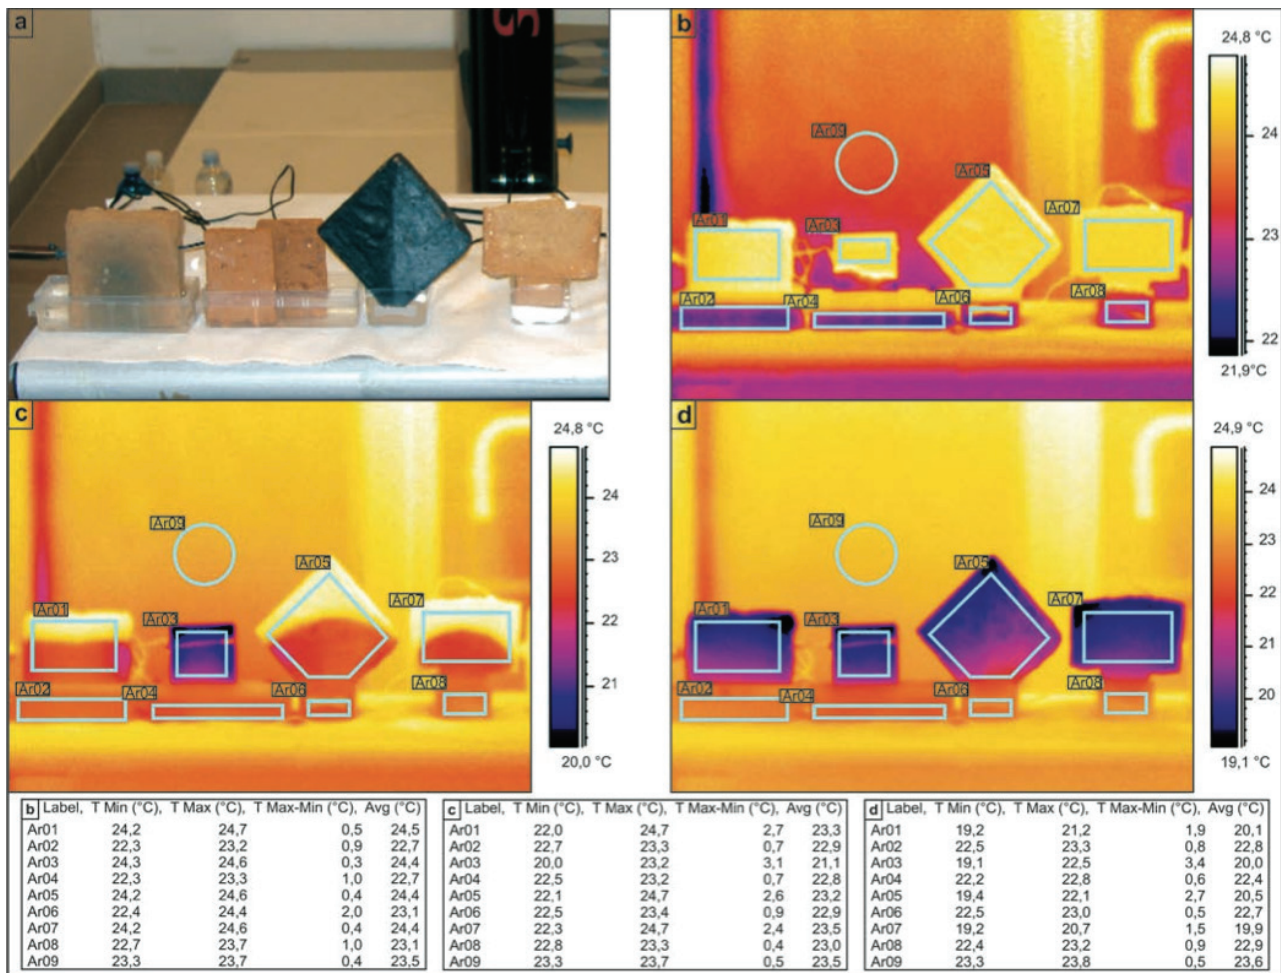 a
b
24,8 °C
24
23
22
21,9°C
Ar09
Ar05
Ar07
Ar01
Ar03
Ar02
Ar04
Ar06
Ar08
c
24,8 °C
24
23
22
21
20,0 °C
Ar09
Ar05
Ar01
Ar03
Ar07
Ar02
Ar04
Ar06
Ar08
d
24,9 °C
24
23
22
21
20
19,1 °C
Ar09
Ar05
Ar01
Ar03
Ar07
Ar02
Ar04
Ar06
Ar08
b Label, T Min (°C), T Max (°C), T Max-Min (°C), Avg (°C)
Ar01 24,2 24,7 0,5 24,5
Ar02 22,3 23,2 0,9 22,7
Ar03 24,3 24,6 0,3 24,4
Ar04 22,3 23,3 1,0 22,7
Ar05 24,2 24,6 0,4 24,4
Ar06 22,4 24,4 2,0 23,1
Ar07 24,2 24,6 0,4 24,4
Ar08 22,7 23,7 1,0 23,1
Ar09 23,3 23,7 0,4 23,5
c Label, T Min (°C), T Max (°C), T Max-Min (°C), Avg (°C)
Ar01 22,0 24,7 2,7 23,3
Ar02 22,7 23,3 0,7 22,9
Ar03 20,0 23,2 3,1 21,1
Ar04 22,5 23,2 0,7 22,8
Ar05 22,1 24,7 2,6 23,2
Ar06 22,5 23,4 0,9 22,9
Ar07 22,3 24,7 2,4 23,5
Ar08 22,8 23,3 0,4 23,0
Ar09 23,3 23,7 0,5 23,5
d Label, T Min (°C), T Max (°C), T Max-Min (°C), Avg (°C)
Ar01 19,2 21,2 1,9 20,1
Ar02 22,5 23,3 0,8 22,8
Ar03 19,1 22,5 3,4 20,0
Ar04 22,2 22,8 0,6 22,4
Ar05 19,4 22,1 2,7 20,5
Ar06 22,5 23,0 0,5 22,7
Ar07 19,2 20,7 1,5 19,9
Ar08 22,4 23,2 0,9 22,9
Ar09 23,3 23,8 0,5 23,6